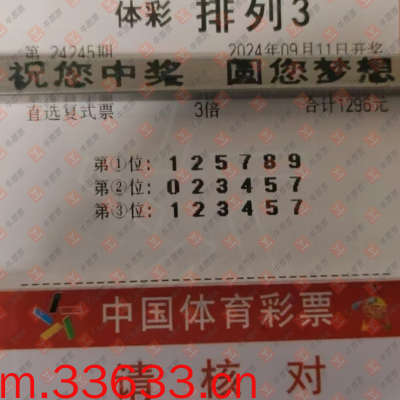 体彩 排列3
第 24245期 2024年09月11日开奖
祝您中奖 圆您梦想
直选复式票 3倍 合计1296元
第①位: 1 2 5 7 8 9
第②位: 0 2 3 4 5 7
第③位: 1 2 3 4 5 7
中国体育彩票
请 核 对
m.33633.cn